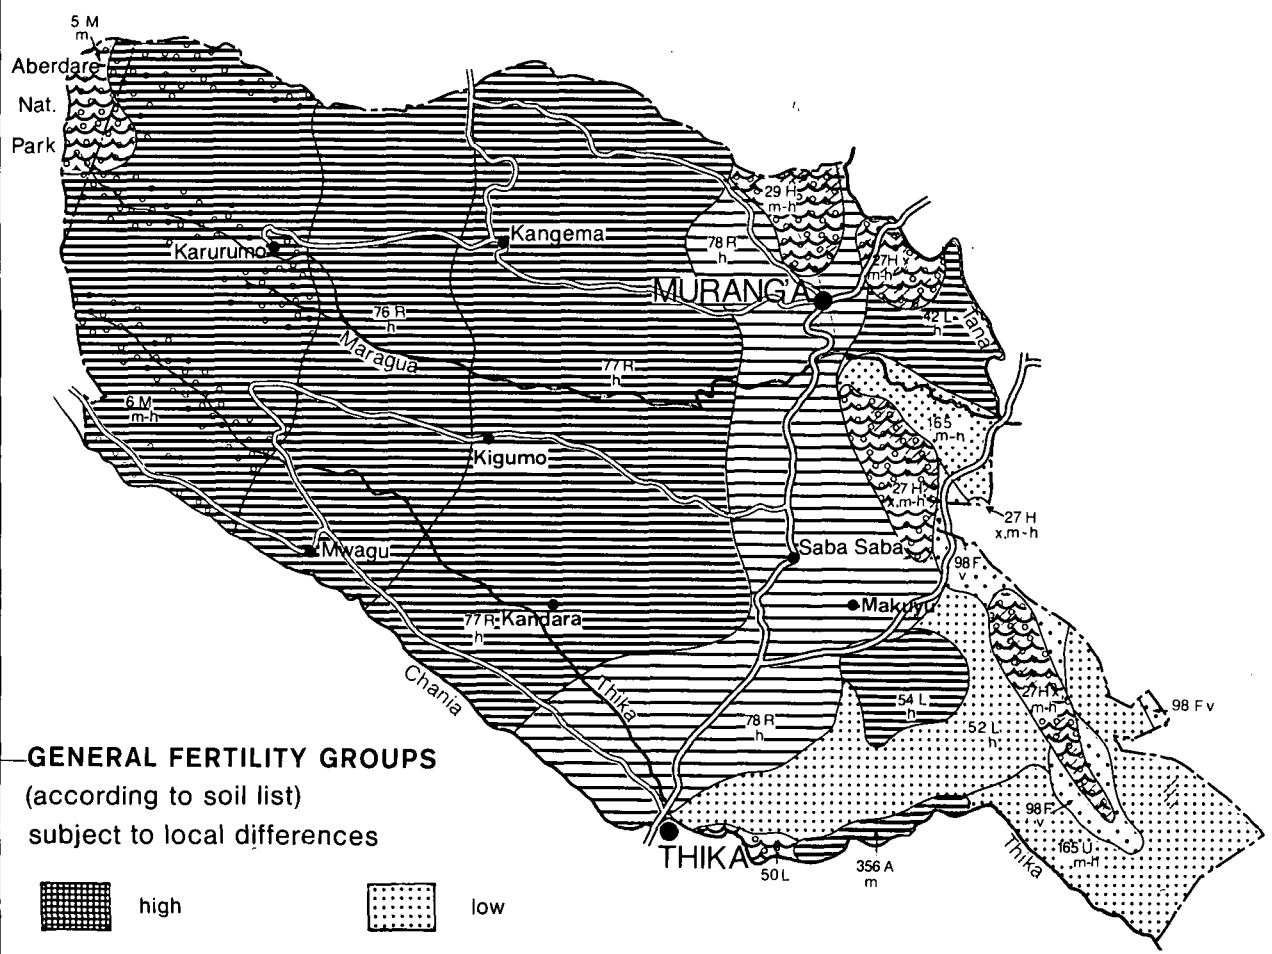 5 M
m
Aberdare
Nat.
Park
29 H
m-h
Kangema
78 R
h
Karurumo
27H x
m-h
MURANG'A
76 R
h
42 L
h
Tana
Maragua
77 R
h
6 M
m-h
165
m-h
Kigumo
27 H
x,m-h
27 H
x,m-h
Saba Saba
Mwagu
98 F
v
Makuyu
77 R
h
Kandara
Chania
Thika
27H x
m-h
54 L
h
98 F v
78 R
h
52 L
h
GENERAL FERTILITY GROUPS
(according to soil list)
subject to local differences
98 F
v
165 U
m-h
Thika
THIKA
50 L
356 A
m
high
low